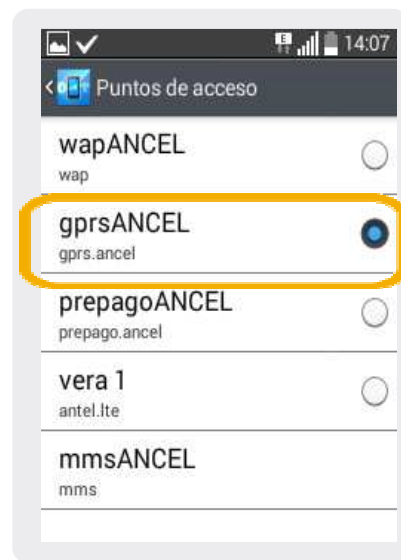 E 14:07
Puntos de acceso
wapANCEL
wap
gprsANCEL
gprs.ancel
prepagoANCEL
prepago.ancel
vera 1
antel.lte
mmsANCEL
mms